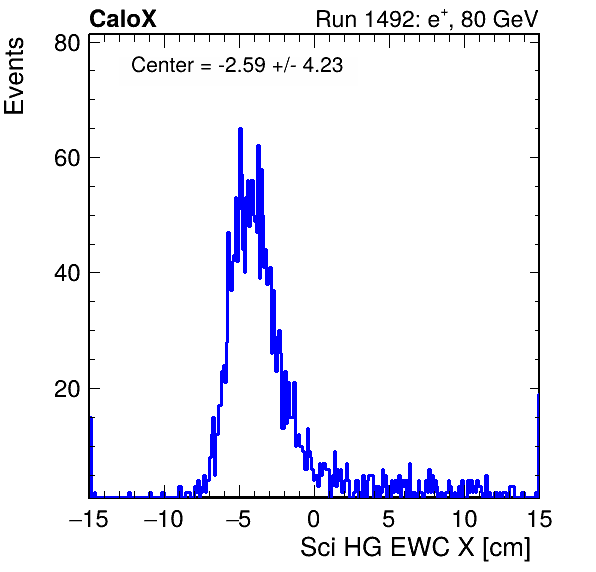 CaloX Run 1492: e⁺, 80 GeV
Center = -2.59 +/- 4.23
Events
80
60
40
20
−15 −10 −5 0 5 10 15
Sci HG EWC X [cm]